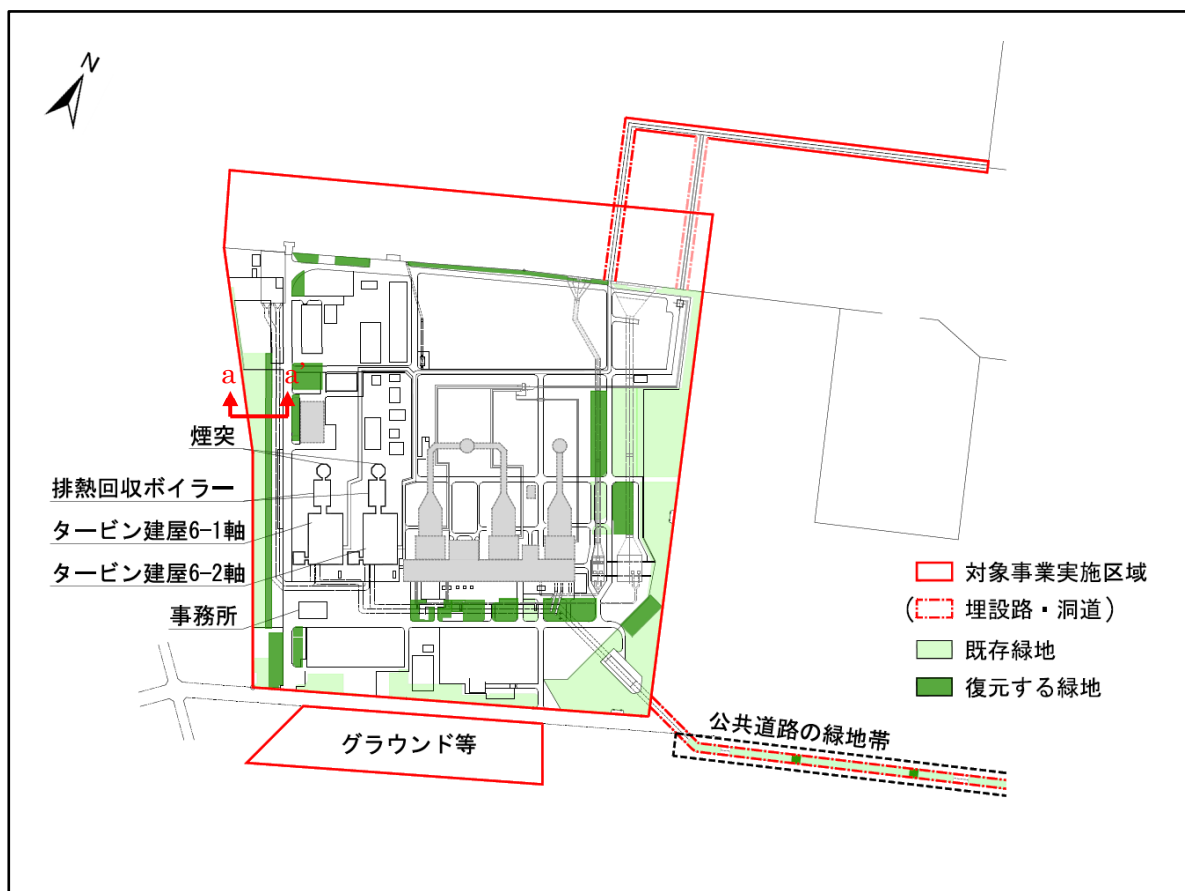 N
a
a'
煙突
排熱回収ボイラー
タービン建屋6-1軸
タービン建屋6-2軸
事務所
グラウンド等
公共道路の緑地帯
対象事業実施区域
(埋設路・洞道)
既存緑地
復元する緑地